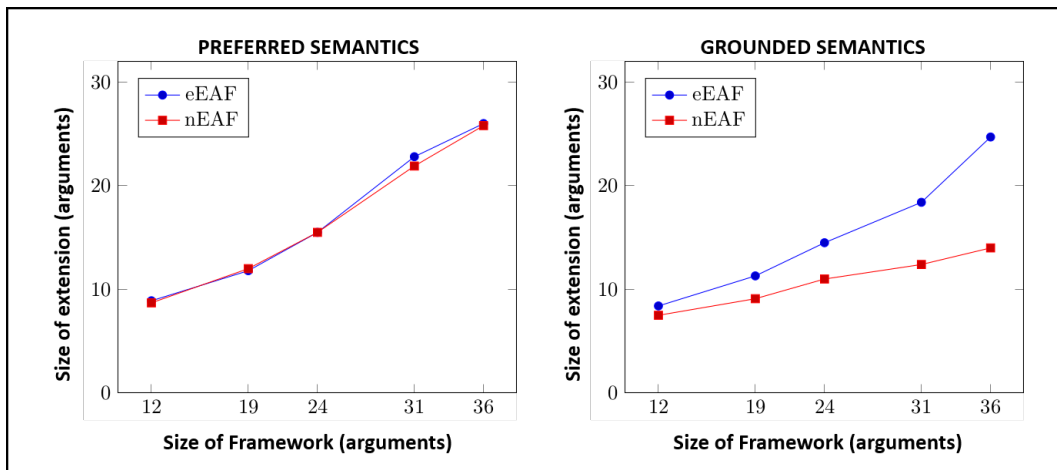 PREFERRED SEMANTICS
eEAF
nEAF
30
20
10
0
12 19 24 31 36
Size of extension (arguments)
Size of Framework (arguments)
GROUNDED SEMANTICS
eEAF
nEAF
30
20
10
0
12 19 24 31 36
Size of extension (arguments)
Size of Framework (arguments)